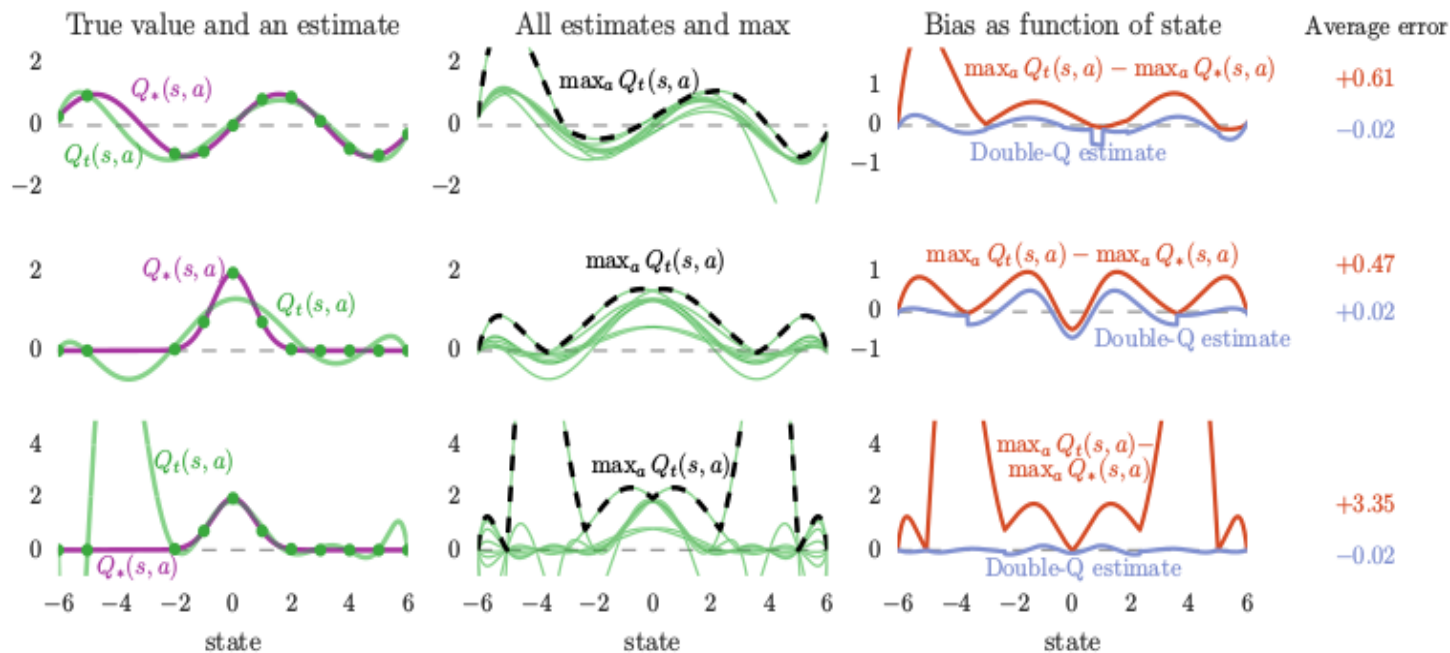 True value and an estimate
All estimates and max
Bias as function of state
Average error
2
0
−2
Q*(s, a)
Qt(s, a)
2
0
−2
maxa Qt(s, a)
1
0
−1
maxa Qt(s, a) − maxa Q*(s, a)
Double-Q estimate
+0.61
−0.02
2
0
Q*(s, a)
Qt(s, a)
2
0
maxa Qt(s, a)
1
0
−1
maxa Qt(s, a) − maxa Q*(s, a)
Double-Q estimate
+0.47
+0.02
4
2
0
Qt(s, a)
Q*(s, a)
4
2
0
maxa Qt(s, a)
4
2
0
maxa Qt(s, a)−
maxa Q*(s, a)
Double-Q estimate
+3.35
−0.02
−6 −4 −2 0 2 4 6
−6 −4 −2 0 2 4 6
−6 −4 −2 0 2 4 6
state
state
state